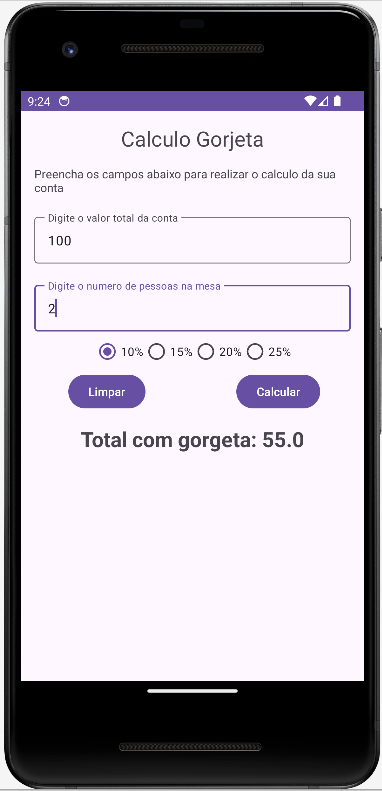 9:24
Calculo Gorjeta
Preencha os campos abaixo para realizar o calculo da sua
conta
Digite o valor total da conta
100
Digite o numero de pessoas na mesa
2
10% 15% 20% 25%
Limpar Calcular
Total com gorgeta: 55.0